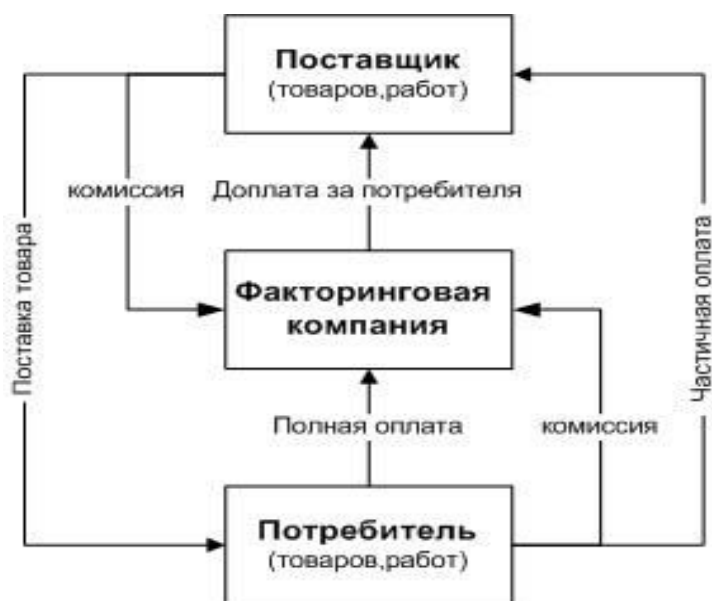 Поставщик
(товаров,работ)
комиссия
Доплата за потребителя
Поставка товара
Частичная оплата
Факторинговая
компания
Полная оплата
комиссия
Потребитель
(товаров,работ)